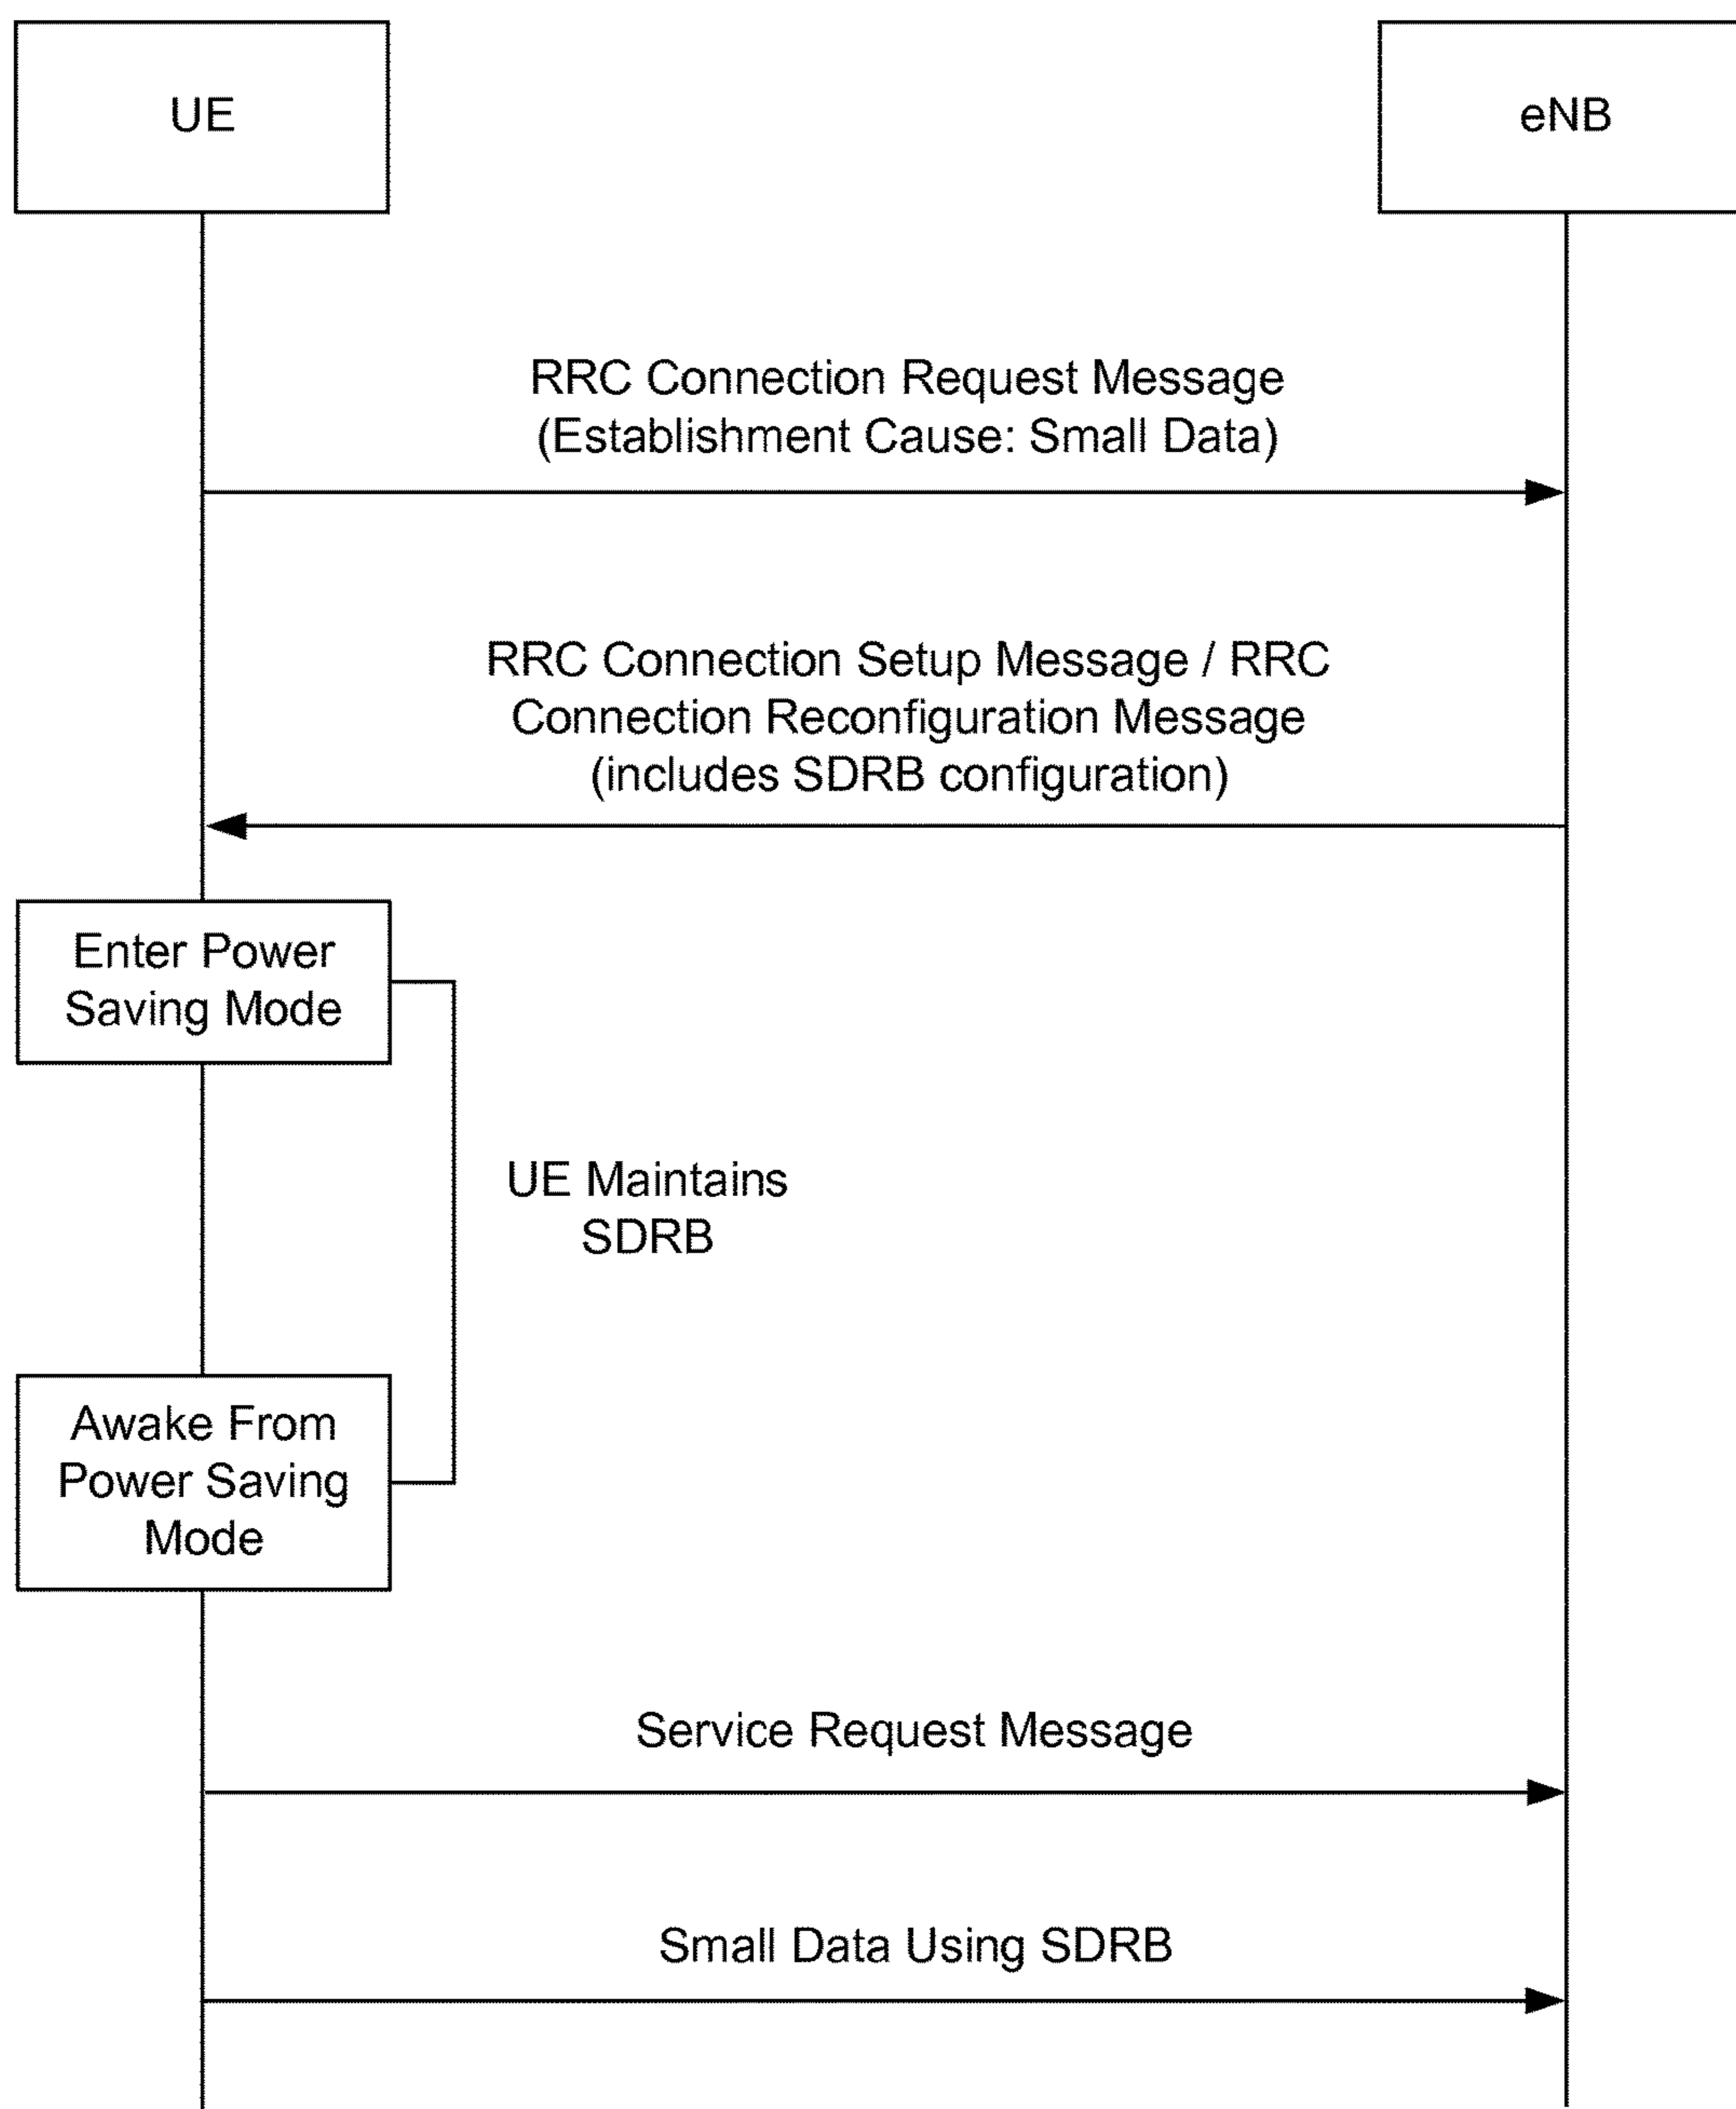 UE
eNB
RRC Connection Request Message
(Establishment Cause: Small Data)
RRC Connection Setup Message / RRC
Connection Reconfiguration Message
(includes SDRB configuration)
Enter Power
Saving Mode
UE Maintains
SDRB
Awake From
Power Saving
Mode
Service Request Message
Small Data Using SDRB